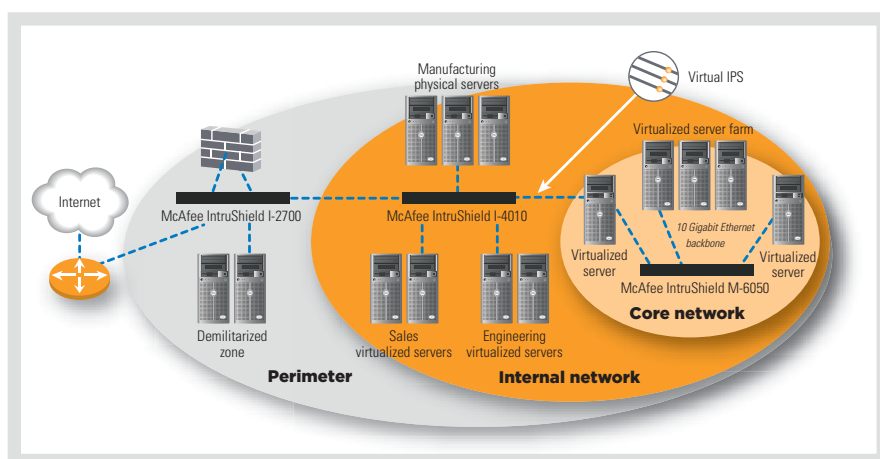 Manufacturing
physical servers
Virtual IPS
Virtualized server farm
Internet
McAfee IntruShield I-2700
McAfee IntruShield I-4010
10 Gigabit Ethernet
backbone
Virtualized
server
Virtualized
server
McAfee IntruShield M-6050
Core network
Demilitarized
zone
Sales
virtualized servers
Engineering
virtualized servers
Perimeter
Internal network